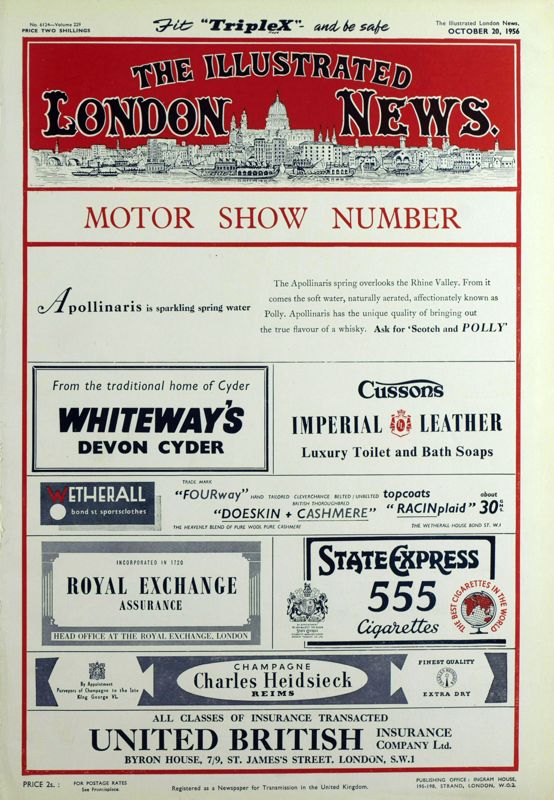 No. 6124—Volume 229
PRICE TWO SHILLINGS
Fit "TripleX" - and be safe
The Illustrated London News,
OCTOBER 20, 1956
THE ILLUSTRATED
LONDON NEWS.
MOTOR SHOW NUMBER
Apollinaris is sparkling spring water
The Apollinaris spring overlooks the Rhine Valley. From it
comes the soft water, naturally aerated, affectionately known as
Polly. Apollinaris has the unique quality of bringing out
the true flavour of a whisky. Ask for 'Scotch and POLLY'
From the traditional home of Cyder
WHITEWAY'S
DEVON CYDER
Cussons
IMPERIAL LEATHER
Luxury Toilet and Bath Soaps
WETHERALL
bond st sportsclothes
TRADE MARK
"FOURway" HAND TAILORED CLEVERCHANGE BELTED / UNBELTED topcoats
BRITISH THOROUGHBRED
"DOESKIN + CASHMERE" "RACINplaid"
about
30 GNS
THE HEAVENLY BLEND OF PURE WOOL PURE CASHMERE
THE WETHERALL HOUSE BOND ST. W.1
INCORPORATED IN 1720
ROYAL EXCHANGE
ASSURANCE
HEAD OFFICE AT THE ROYAL EXCHANGE, LONDON
STATE EXPRESS
555
Cigarettes
THE BEST CIGARETTES IN THE WORLD
By Appointment
Purveyors of Champagne to the late
King George VI.
CHAMPAGNE
Charles Heidsieck
REIMS
FINEST QUALITY
EXTRA DRY
ALL CLASSES OF INSURANCE TRANSACTED
UNITED BRITISH INSURANCE
COMPANY Ltd.
BYRON HOUSE, 7/9, ST. JAMES'S STREET, LONDON, S.W.1
PRICE 2s. :
FOR POSTAGE RATES
See Frontispiece.
Registered as a Newspaper for Transmission in the United Kingdom.
PUBLISHING OFFICE : INGRAM HOUSE,
195-198, STRAND, LONDON, W.C.2.